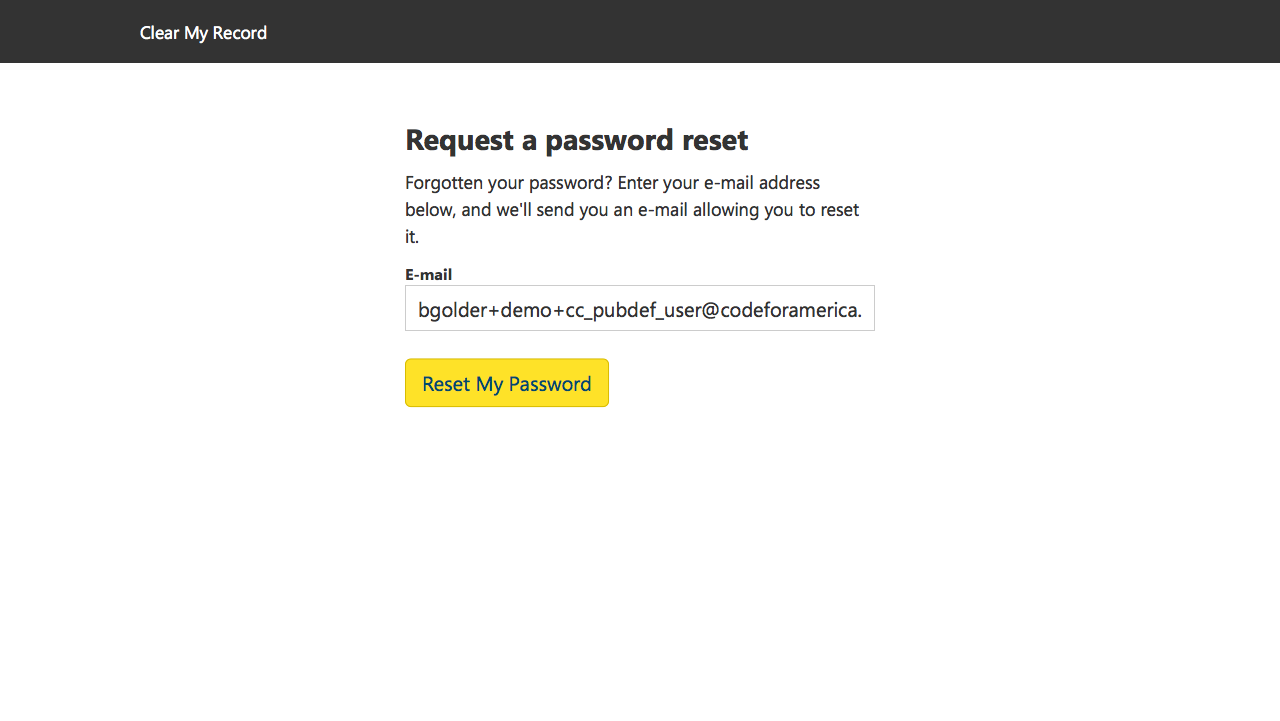 Clear My Record
Request a password reset
Forgotten your password? Enter your e-mail address
below, and we'll send you an e-mail allowing you to reset
it.
E-mail
bgolder+demo+cc_pubdef_user@codeforamerica.
Reset My Password